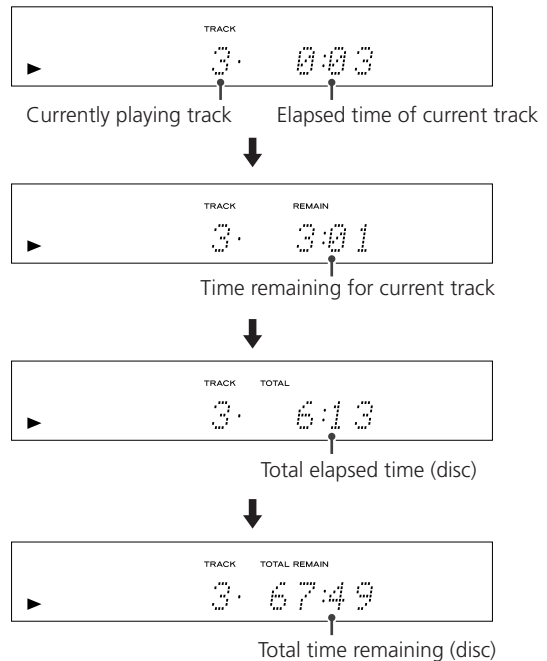 TRACK
3. 0:03
Currently playing track Elapsed time of current track
TRACK REMAIN
3. 3:01
Time remaining for current track
TRACK TOTAL
3. 6:13
Total elapsed time (disc)
TRACK TOTAL REMAIN
3. 67:49
Total time remaining (disc)